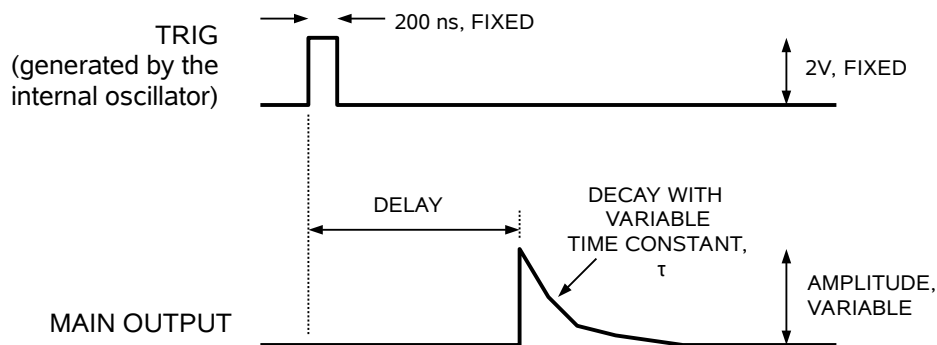 TRIG
(generated by the
internal oscillator)
200 ns, FIXED
2V, FIXED
DELAY
DECAY WITH
VARIABLE
TIME CONSTANT,
τ
AMPLITUDE,
VARIABLE
MAIN OUTPUT